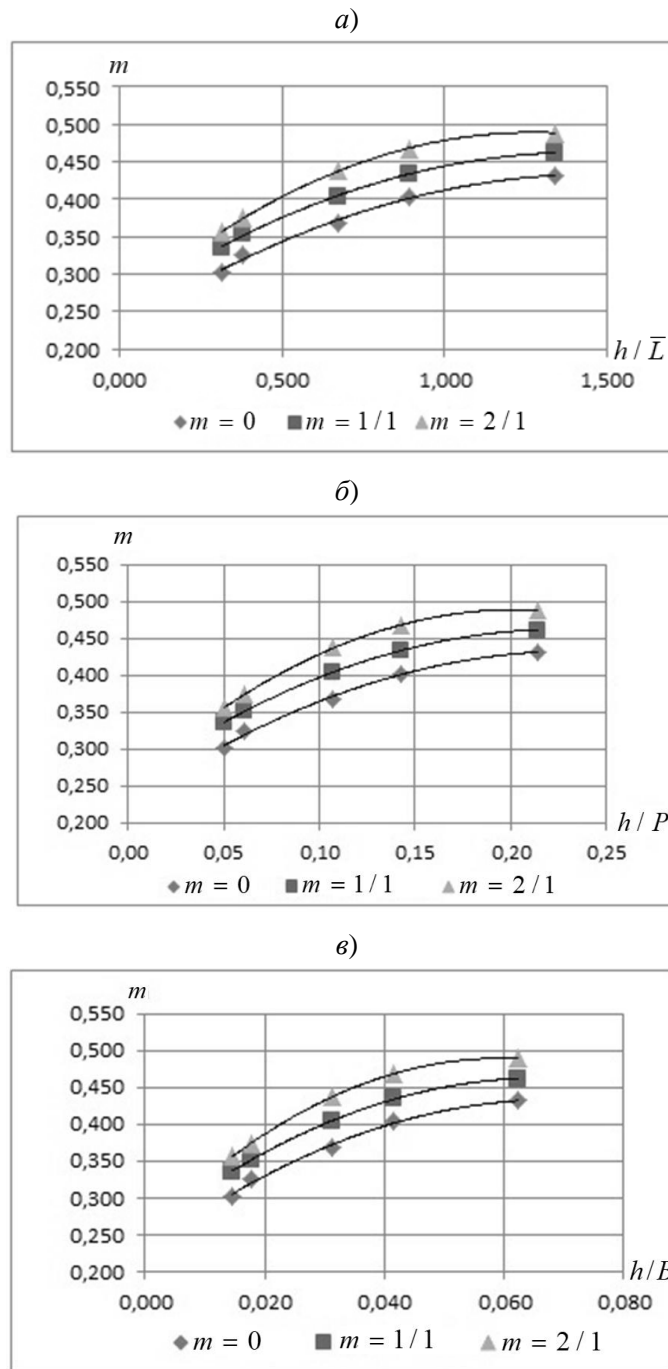 а)
m
0,550
0,500
0,450
0,400
0,350
0,300
0,250
0,200
h / L̅
0,000 0,500 1,000 1,500
m = 0 m = 1 / 1 m = 2 / 1
б)
m
0,550
0,500
0,450
0,400
0,350
0,300
0,250
0,200
h / P
0,00 0,05 0,10 0,15 0,20 0,25
m = 0 m = 1 / 1 m = 2 / 1
в)
m
0,550
0,500
0,450
0,400
0,350
0,300
0,250
0,200
h/B
0,000 0,020 0,040 0,060 0,080
m = 0 m = 1 / 1 m = 2 / 1